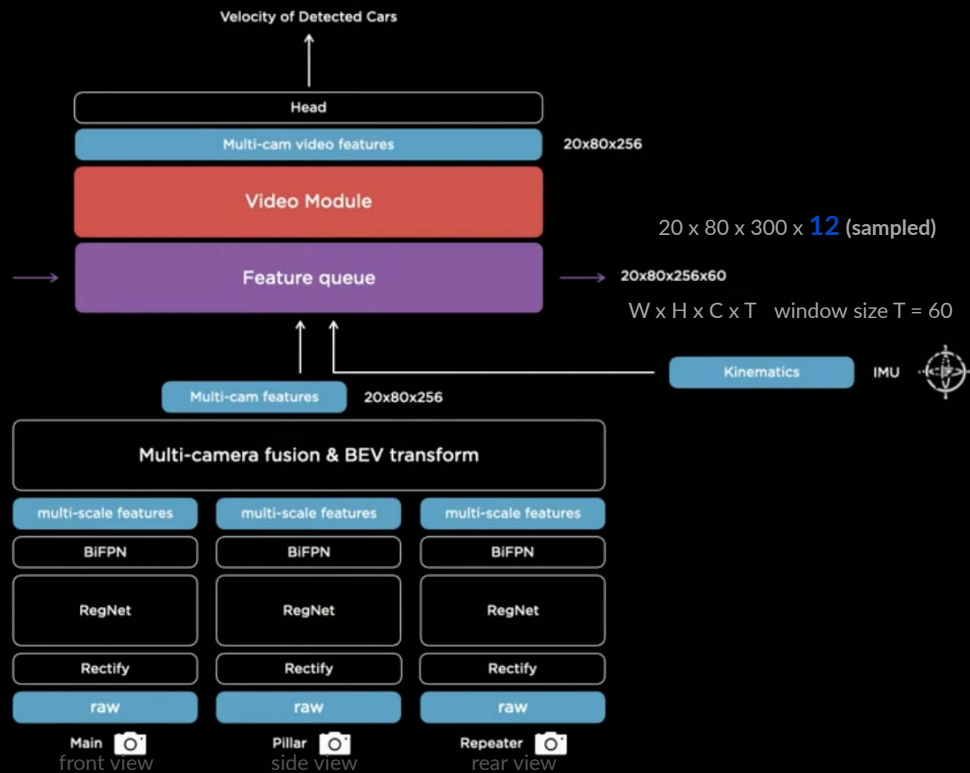 Velocity of Detected Cars
Head
Multi-cam video features
20x80x256
Video Module
20 x 80 x 300 x 12 (sampled)
Feature queue
20x80x256x60
W x H x C x T window size T = 60
Kinematics
IMU
Multi-cam features
20x80x256
Multi-camera fusion & BEV transform
multi-scale features
multi-scale features
multi-scale features
BiFPN
BiFPN
BiFPN
RegNet
RegNet
RegNet
Rectify
Rectify
Rectify
raw
raw
raw
Main
Pillar
Repeater
front view
side view
rear view